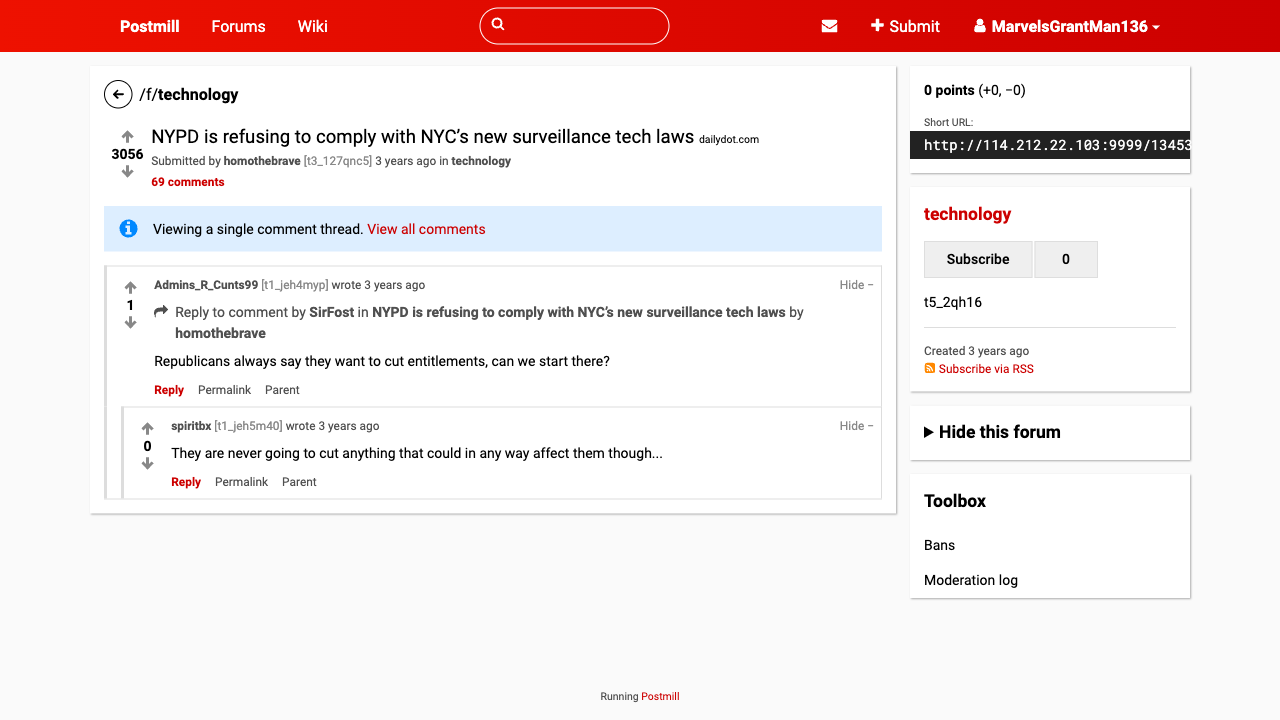 Postmill Forums Wiki Submit MarvelsGrantMan136
/f/technology
3056
NYPD is refusing to comply with NYC’s new surveillance tech laws dailydot.com
Submitted by homothebrave [t3_127qnc5] 3 years ago in technology
69 comments
Viewing a single comment thread. View all comments
Admins_R_Cunts99 [t1_jeh4myp] wrote 3 years ago Hide −
1
Reply to comment by SirFost in NYPD is refusing to comply with NYC’s new surveillance tech laws by
homothebrave
Republicans always say they want to cut entitlements, can we start there?
Reply Permalink Parent
spiritbx [t1_jeh5m40] wrote 3 years ago Hide −
0
They are never going to cut anything that could in any way affect them though...
Reply Permalink Parent
0 points (+0, −0)
Short URL:
http://114.212.22.103:9999/13453
technology
Subscribe 0
t5_2qh16
Created 3 years ago
Subscribe via RSS
Hide this forum
Toolbox
Bans
Moderation log
Running Postmill